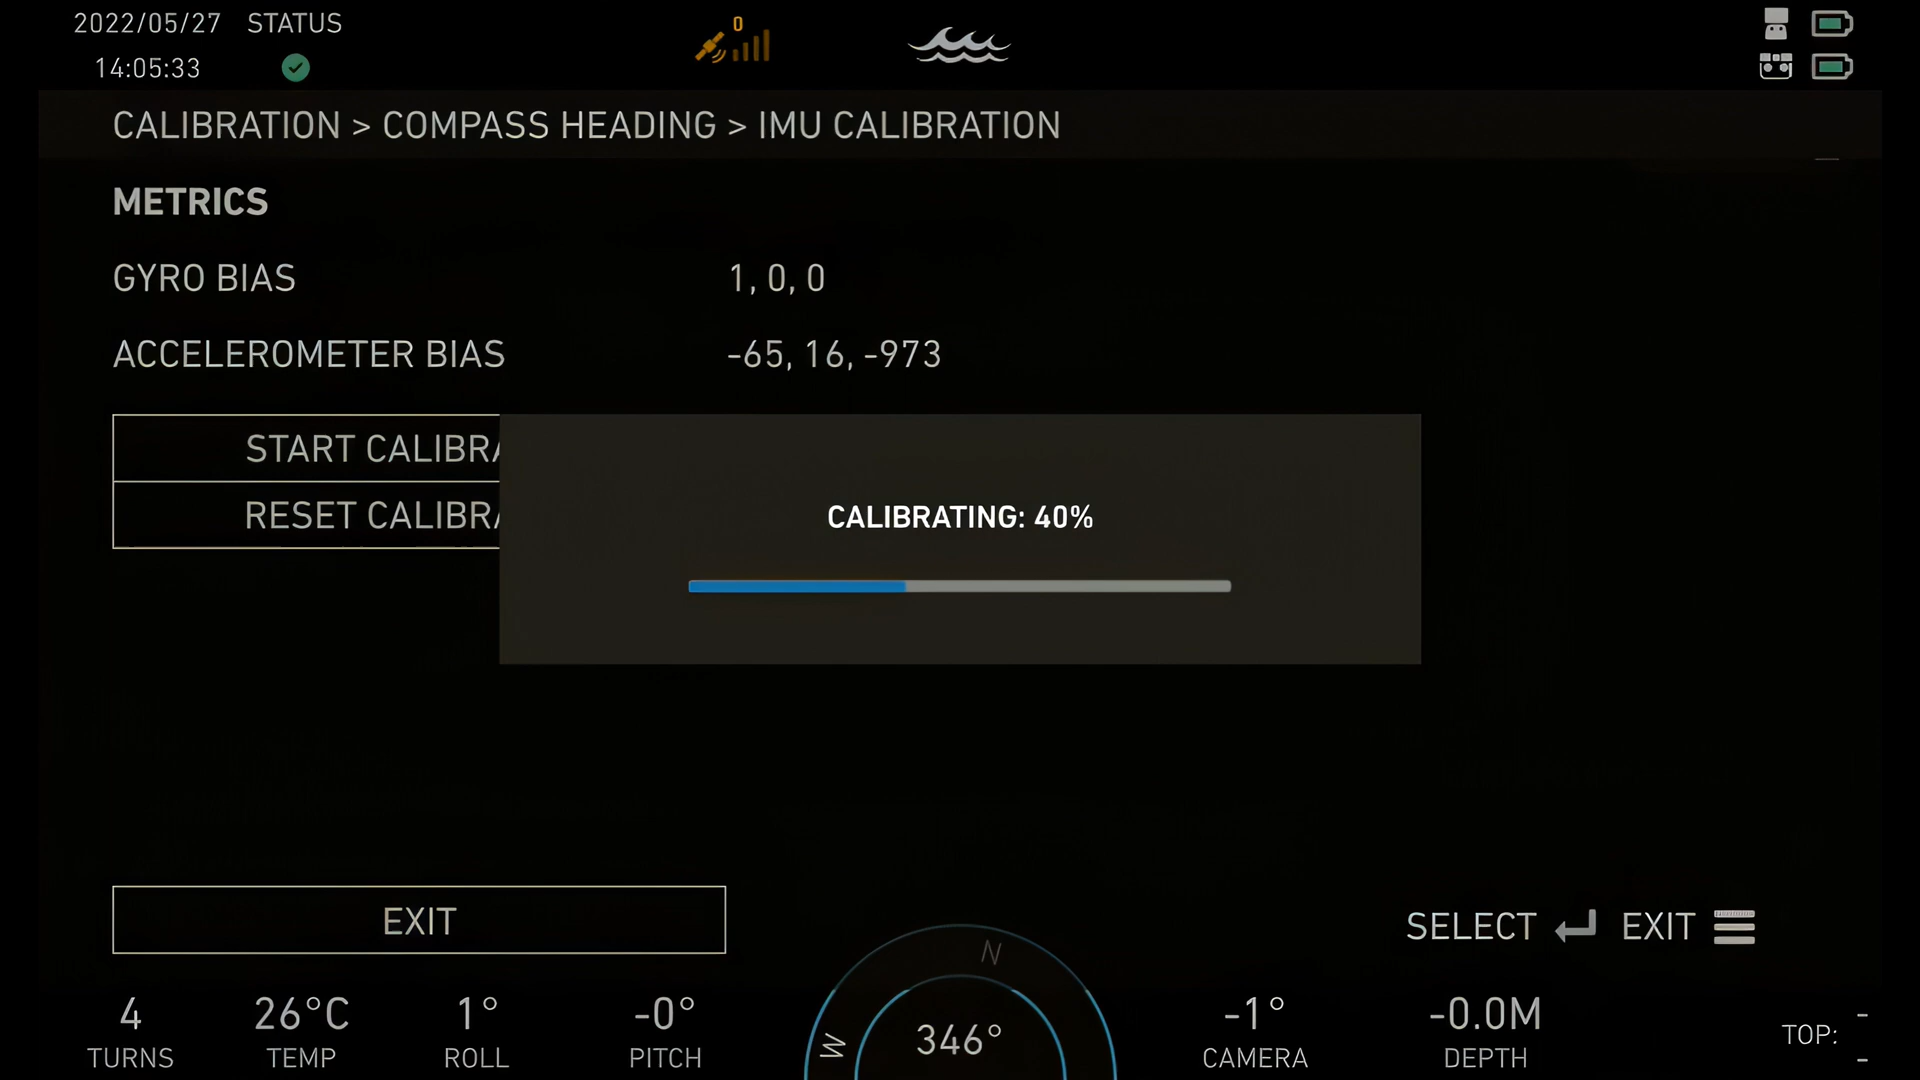 2022/05/27 STATUS
14:05:33
0
CALIBRATION > COMPASS HEADING > IMU CALIBRATION
METRICS
GYRO BIAS 1, 0, 0
ACCELEROMETER BIAS -65, 16, -973
START CALIBRA
RESET CALIBRA
CALIBRATING: 40%
EXIT
SELECT EXIT
N
W
346°
4 26°C 1° -0° -1° -0.0M
TURNS TEMP ROLL PITCH CAMERA DEPTH
TOP: - -